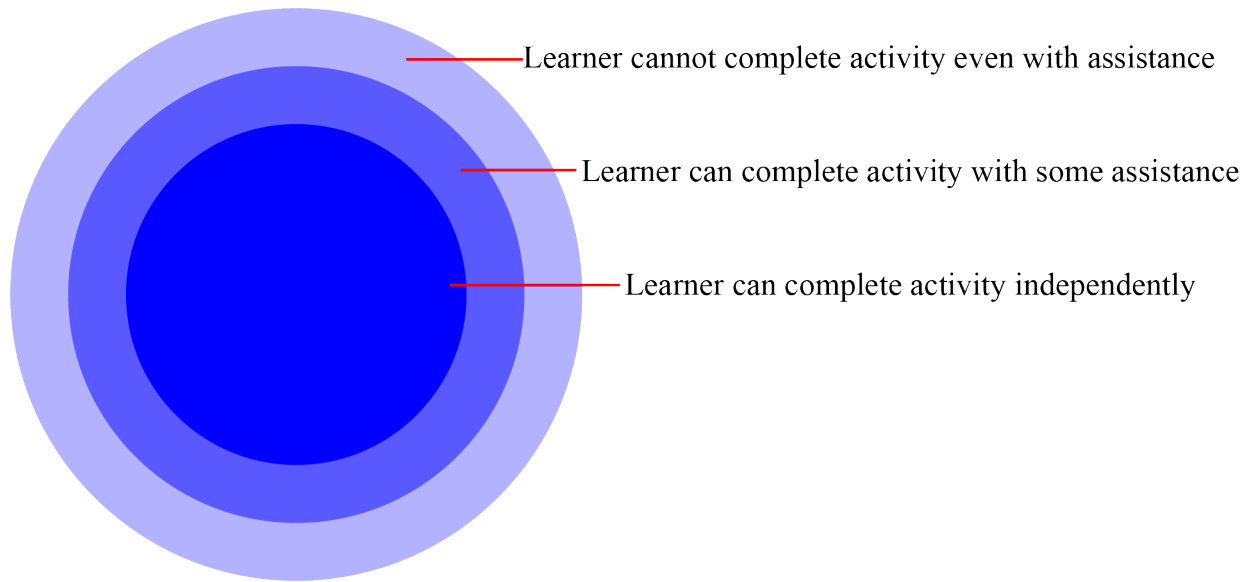 Learner cannot complete activity even with assistance
Learner can complete activity with some assistance
Learner can complete activity independently